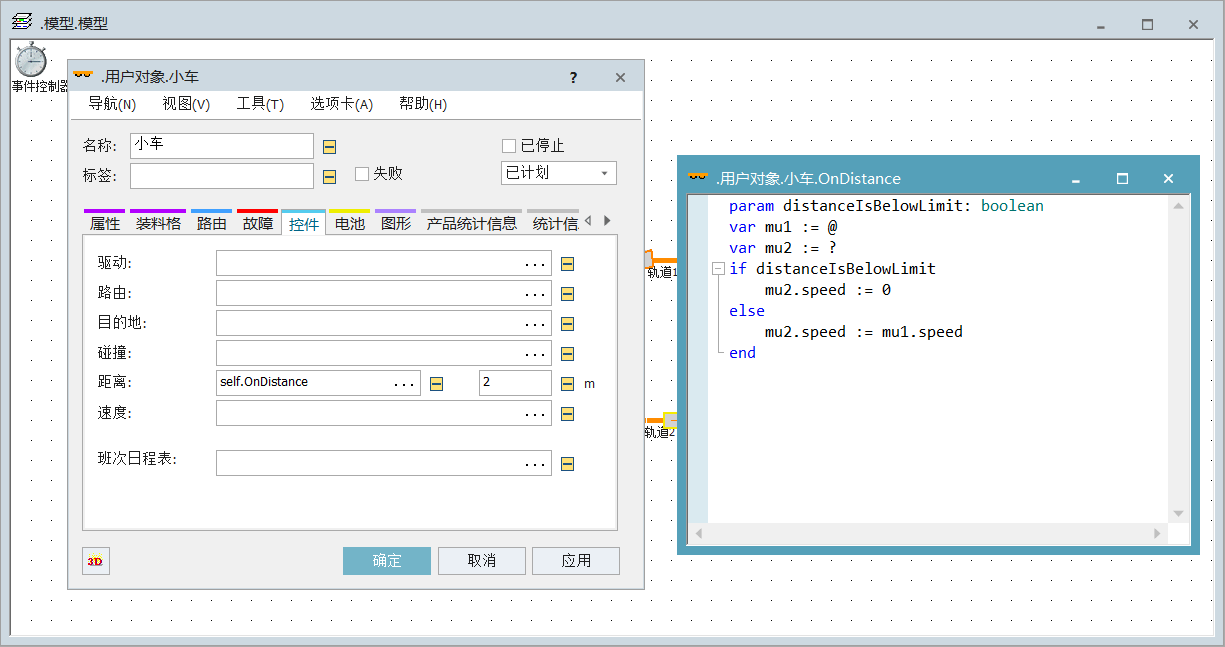 .模型.模型
事件控制器
.用户对象.小车
?
导航(N) 视图(V) 工具(T) 选项卡(A) 帮助(H)
名称: 小车
已停止
标签:
失败
已计划
属性 装料格 路由 故障 控件 电池 图形 产品统计信息 统计信
驱动: ...
路由: ...
目的地: ...
碰撞: ...
距离: self.OnDistance ... 2 m
速度: ...
班次日程表: ...
3D
确定 取消 应用
轨道1
轨道2
.用户对象.小车.OnDistance
param distanceIsBelowLimit: boolean
var mu1 := @
var mu2 := ?
if distanceIsBelowLimit
mu2.speed := 0
else
mu2.speed := mu1.speed
end